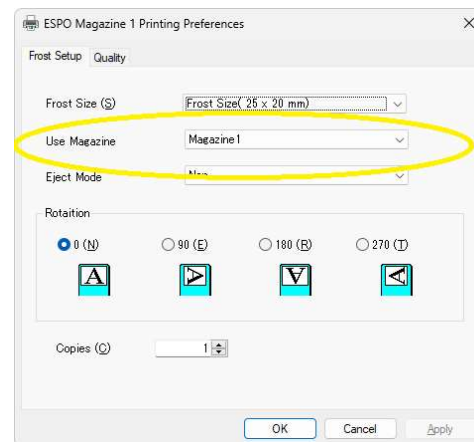 ESPO Magazine 1 Printing Preferences
Frost Setup Quality
Frost Size (S) Frost Size( 25 x 20 mm)
Use Magazine Magazine1
Eject Mode
Rotaition
0 (N) 90 (E) 180 (R) 270 (T)
A A A A
Copies (C) 1
OK Cancel Apply